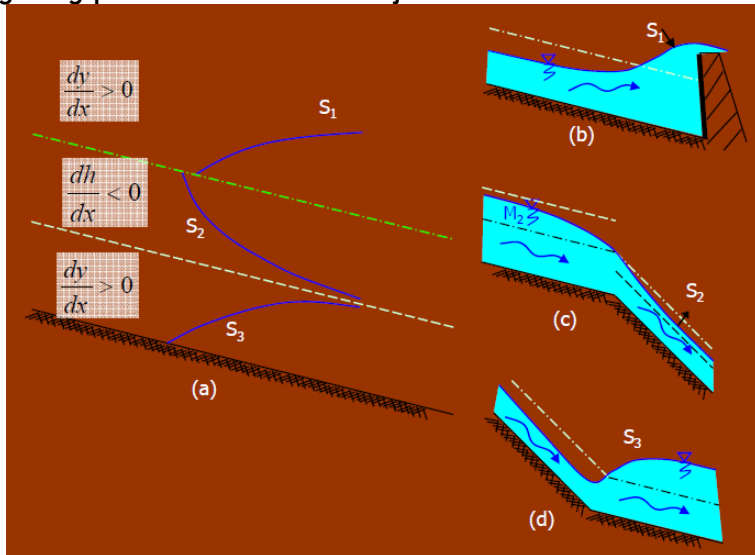 dy/dx > 0
dh/dx < 0
dy/dx > 0
S₁
S₂
S₃
(a)
S₁
(b)
M₂
S₂
(c)
S₃
(d)